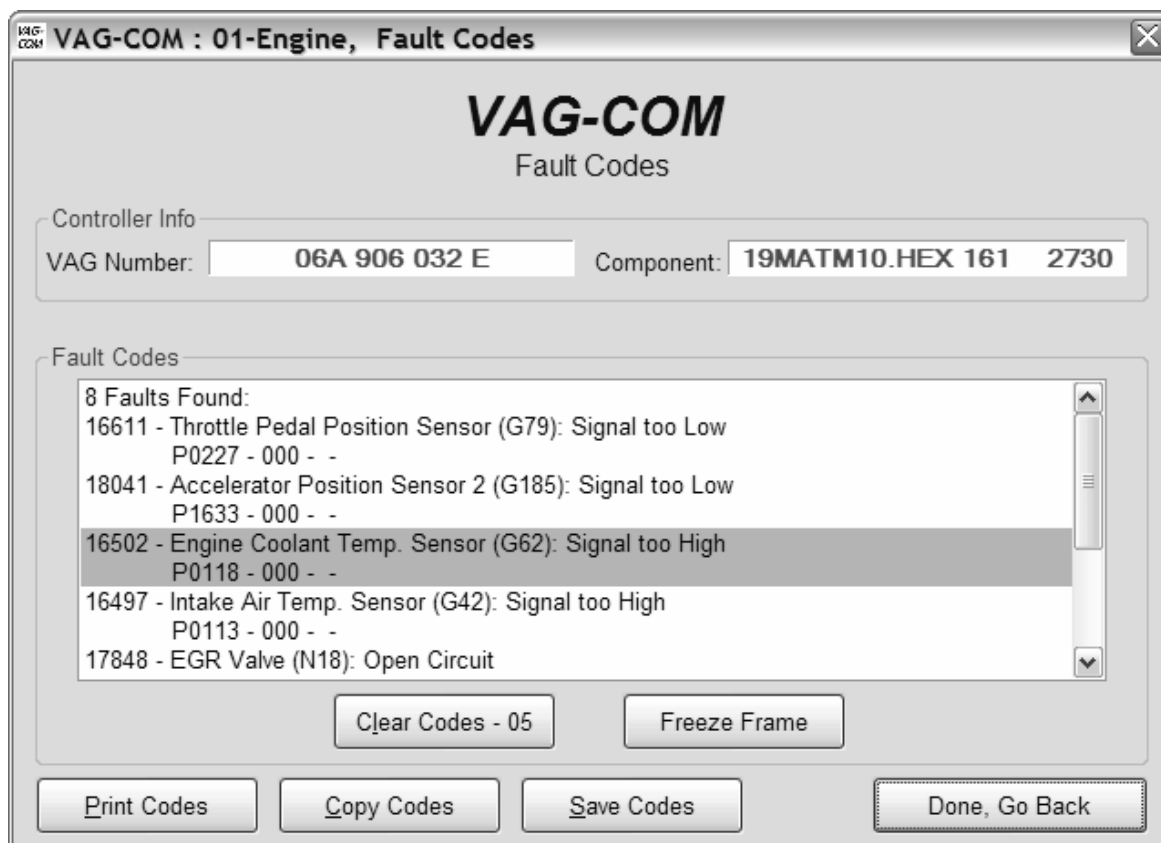 VAG-COM VAG-COM : 01-Engine, Fault Codes
VAG-COM
Fault Codes
Controller Info
VAG Number: 06A 906 032 E Component: 19MATM10.HEX 161 2730
Fault Codes
8 Faults Found:
16611 - Throttle Pedal Position Sensor (G79): Signal too Low
P0227 - 000 - -
18041 - Accelerator Position Sensor 2 (G185): Signal too Low
P1633 - 000 - -
16502 - Engine Coolant Temp. Sensor (G62): Signal too High
P0118 - 000 - -
16497 - Intake Air Temp. Sensor (G42): Signal too High
P0113 - 000 - -
17848 - EGR Valve (N18): Open Circuit
Clear Codes - 05 Freeze Frame
Print Codes Copy Codes Save Codes Done, Go Back